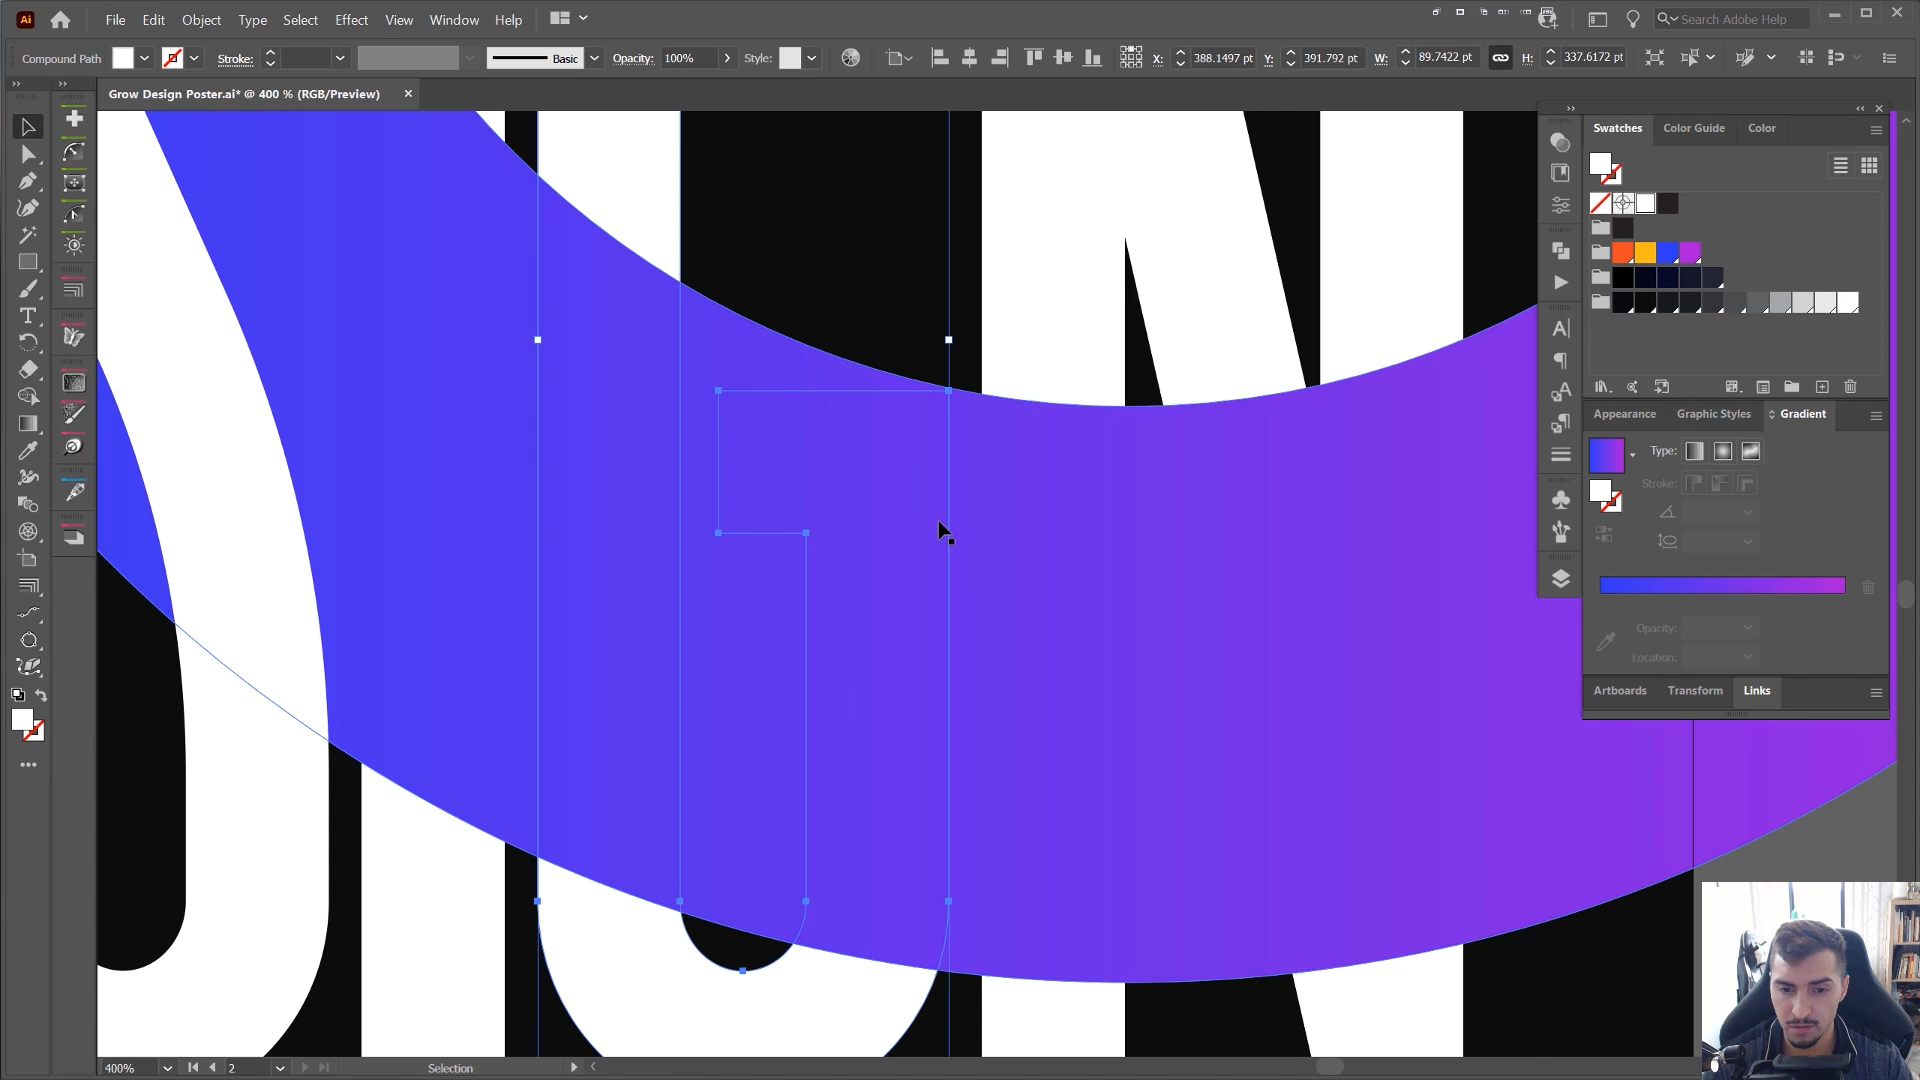 Ai File Edit Object Type Select Effect View Window Help Search Adobe Help
Compound Path Stroke: Basic Opacity: 100% Style: X: 388.1497 pt Y: 391.792 pt W: 89.7422 pt H: 337.6172 pt
Grow Design Poster.ai* @ 400 % (RGB/Preview)
Swatches Color Guide Color
Appearance Graphic Styles Gradient
Type:
Stroke:
Opacity:
Location:
Artboards Transform Links
400% 2 Selection